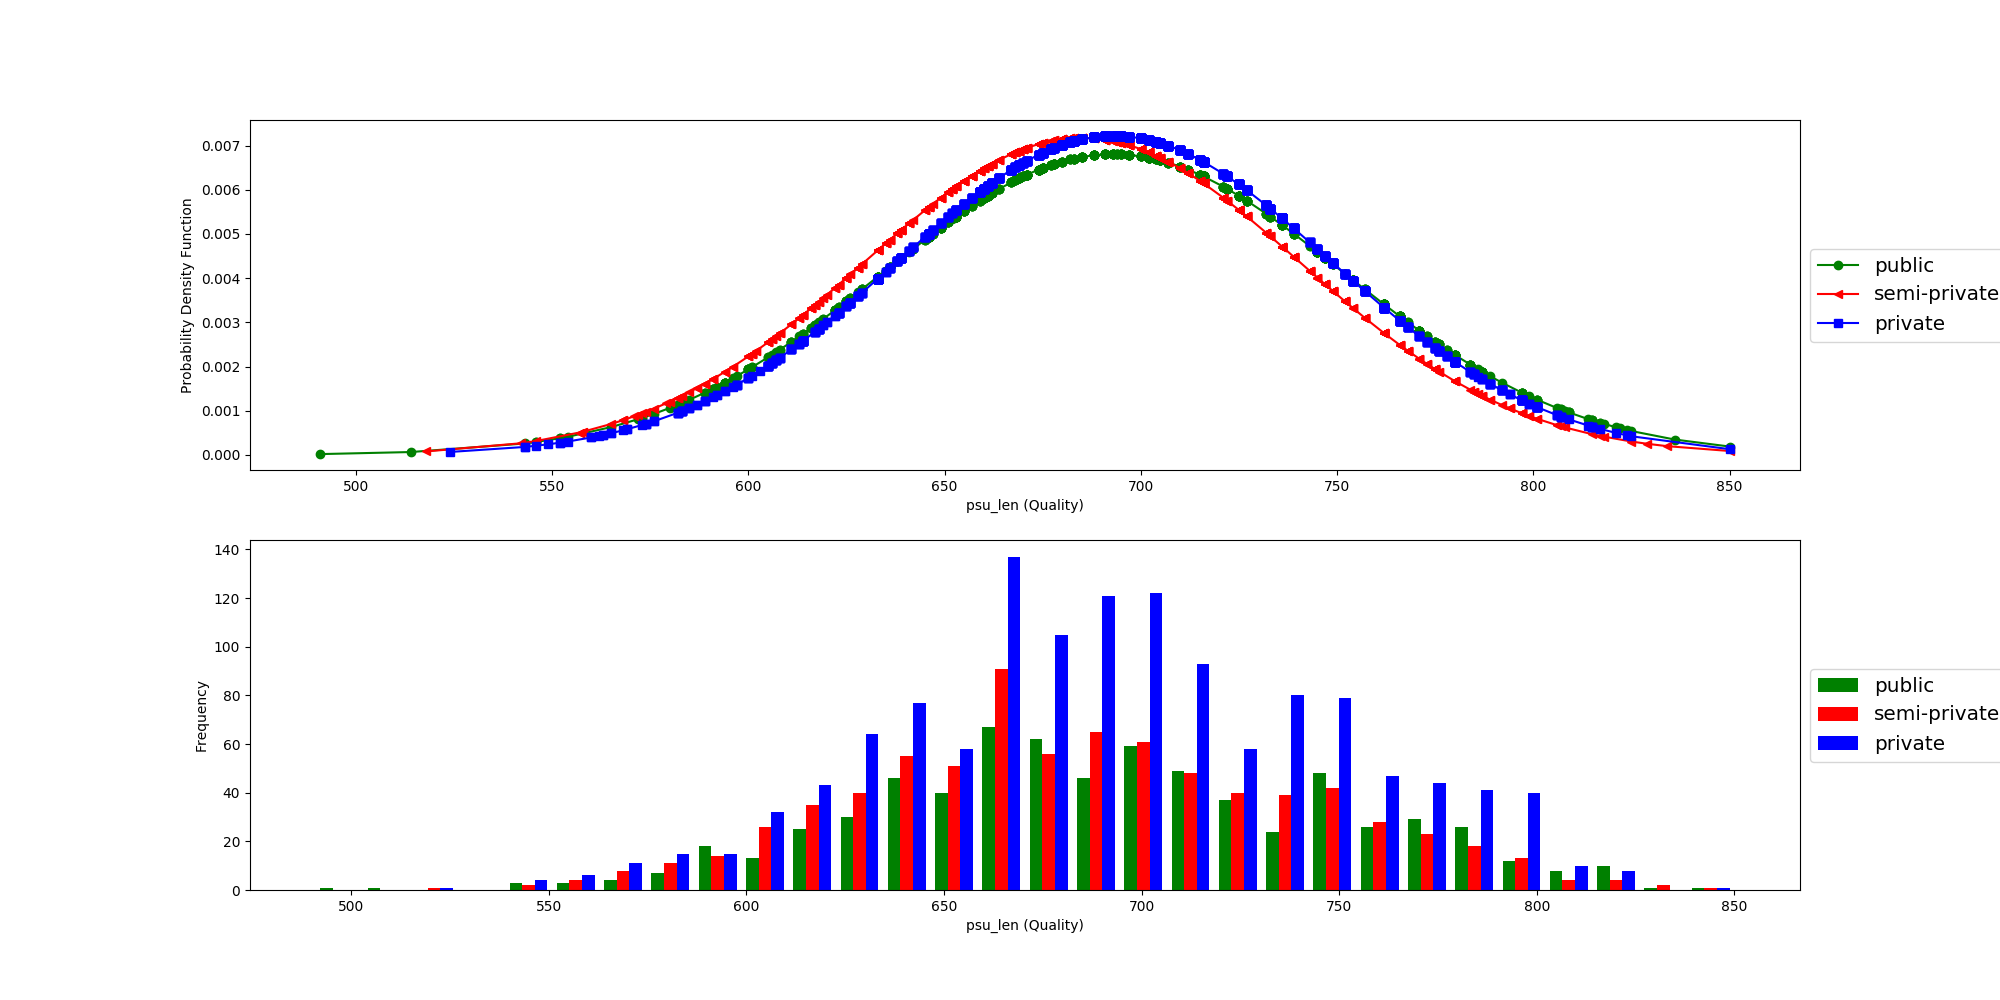 0.007
0.006
0.005
0.004
0.003
0.002
0.001
0.000
Probability Density Function
500 550 600 650 700 750 800 850
psu_len (Quality)
public
semi-private
private
140
120
100
80
60
40
20
0
Frequency
500 550 600 650 700 750 800 850
psu_len (Quality)
public
semi-private
private